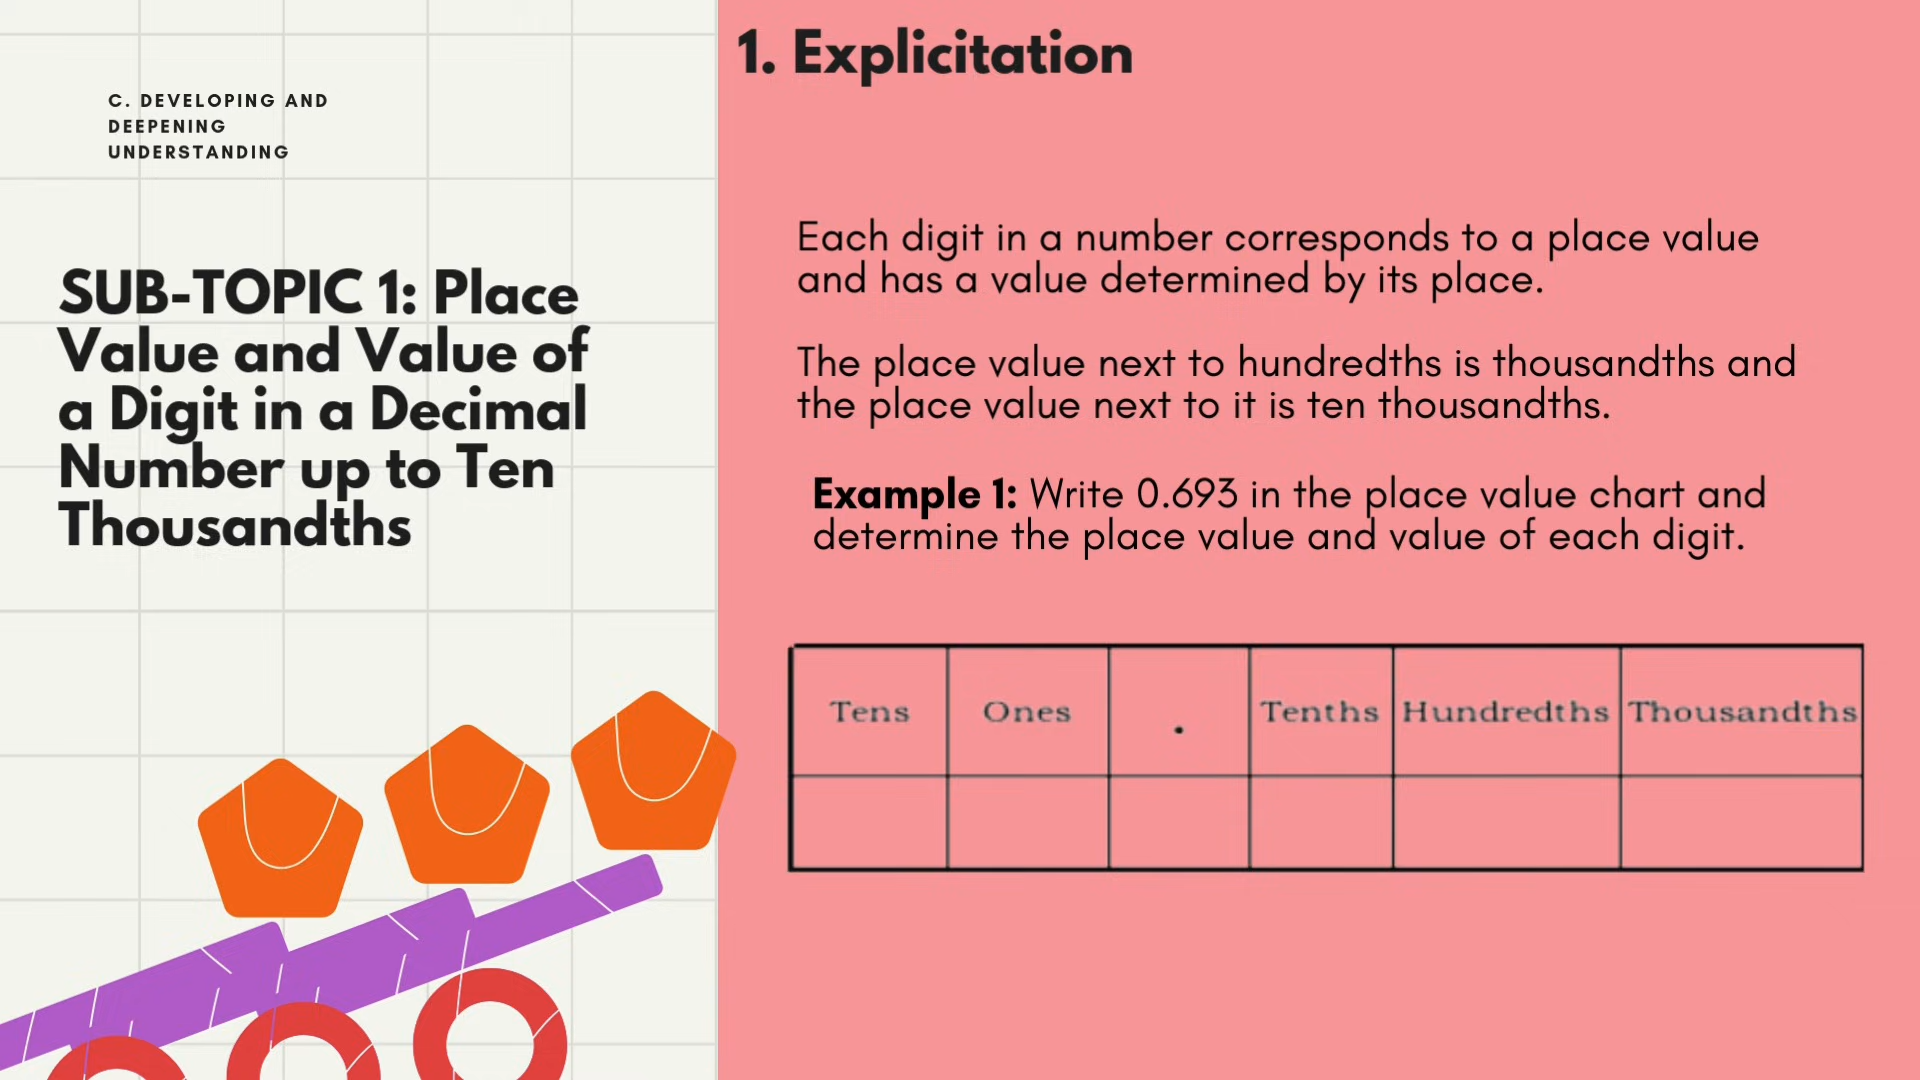 C. DEVELOPING AND
DEEPENING
UNDERSTANDING
SUB-TOPIC 1: Place
Value and Value of
a Digit in a Decimal
Number up to Ten
Thousandths
1. Explicitation
Each digit in a number corresponds to a place value
and has a value determined by its place.
The place value next to hundredths is thousandths and
the place value next to it is ten thousandths.
Example 1: Write 0.693 in the place value chart and
determine the place value and value of each digit.
Tens Ones . Tenths Hundredths Thousandths